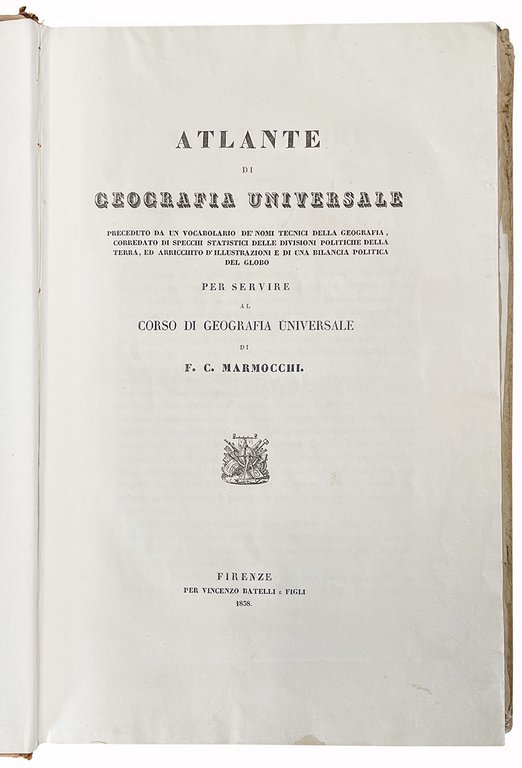 ATLANTE
DI
GEOGRAFIA UNIVERSALE
PRECEDUTO DA UN VOCABOLARIO DE' NOMI TECNICI DELLA GEOGRAFIA,
CORREDATO DI SPECCHI STATISTICI DELLE DIVISIONI POLITICHE DELLA
TERRA, ED ARRICCHITO D'ILLUSTRAZIONI E DI UNA BILANCIA POLITICA
DEL GLOBO
PER SERVIRE
AL
CORSO DI GEOGRAFIA UNIVERSALE
DI
F. C. MARMOCCHI.
FIRENZE
PER VINCENZO BATELLI E FIGLI
1838.